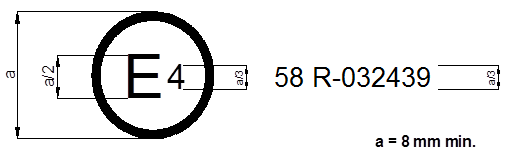 a
a/2
E 4
a/3
58 R-032439
a/3
a = 8 mm min.